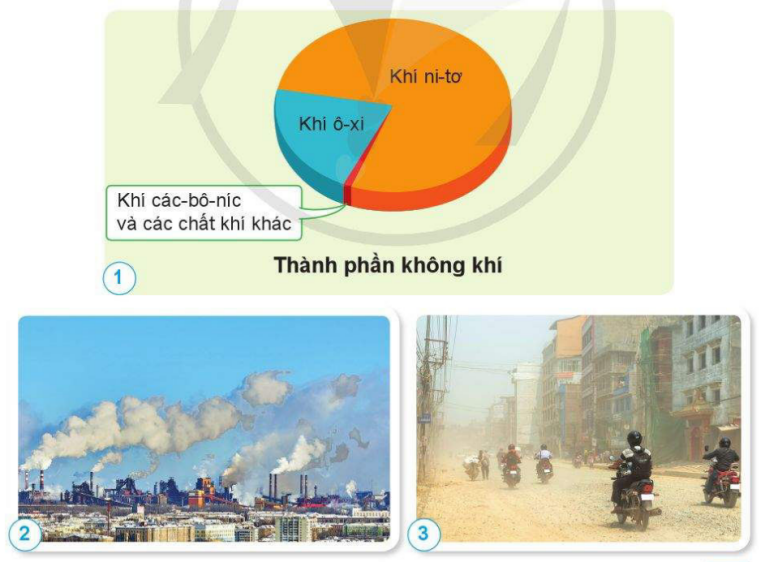 Khí ni-tơ
Khí ô-xi
Khí các-bô-níc
và các chất khí khác
Thành phần không khí
1
2
3